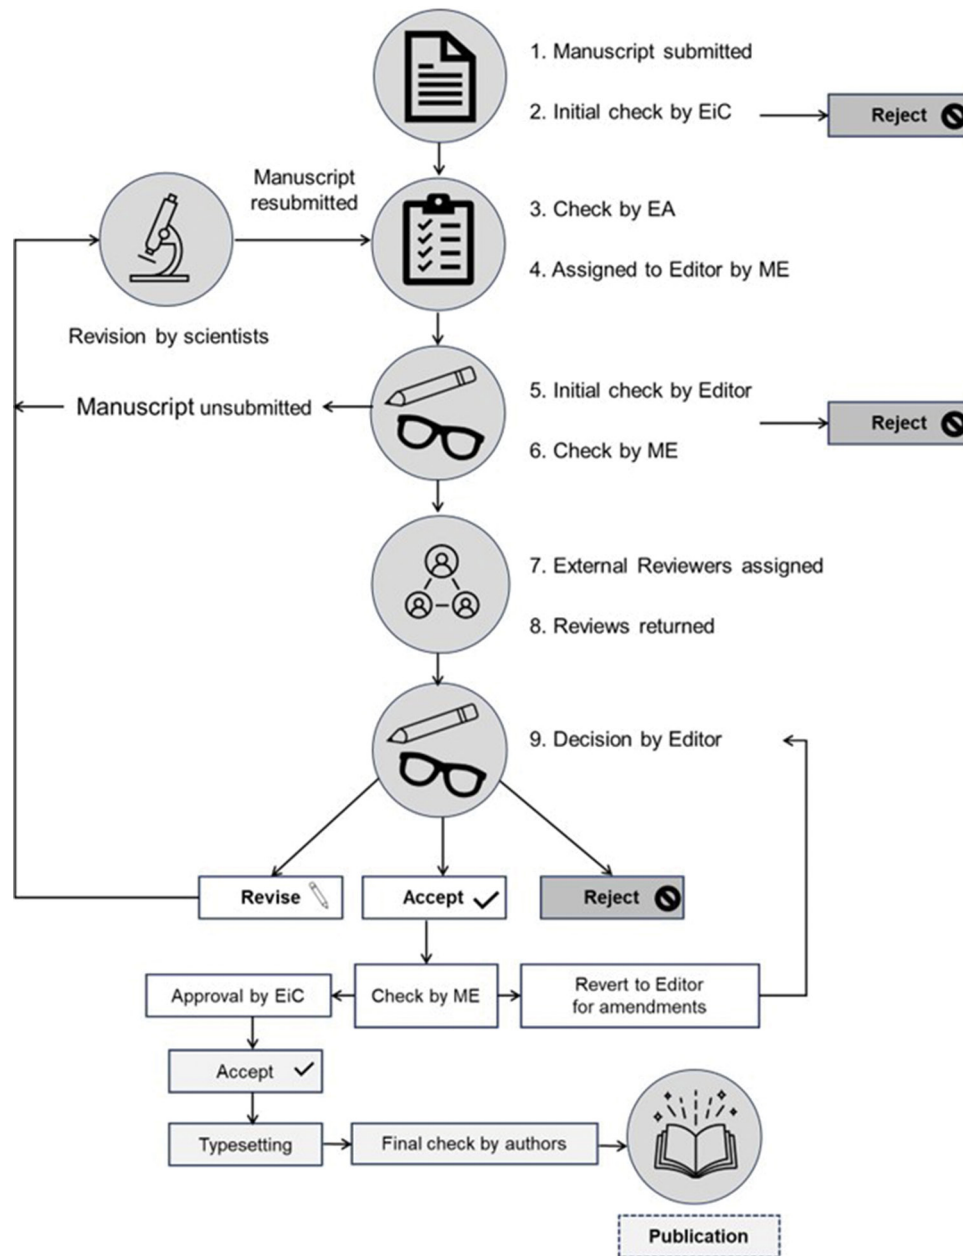 1. Manuscript submitted
2. Initial check by EiC
Reject
Manuscript
resubmitted
3. Check by EA
4. Assigned to Editor by ME
Revision by scientists
Manuscript unsubmitted
5. Initial check by Editor
Reject
6. Check by ME
7. External Reviewers assigned
8. Reviews returned
9. Decision by Editor
Revise
Accept
Reject
Approval by EiC
Check by ME
Revert to Editor
for amendments
Accept
Typesetting
Final check by authors
Publication